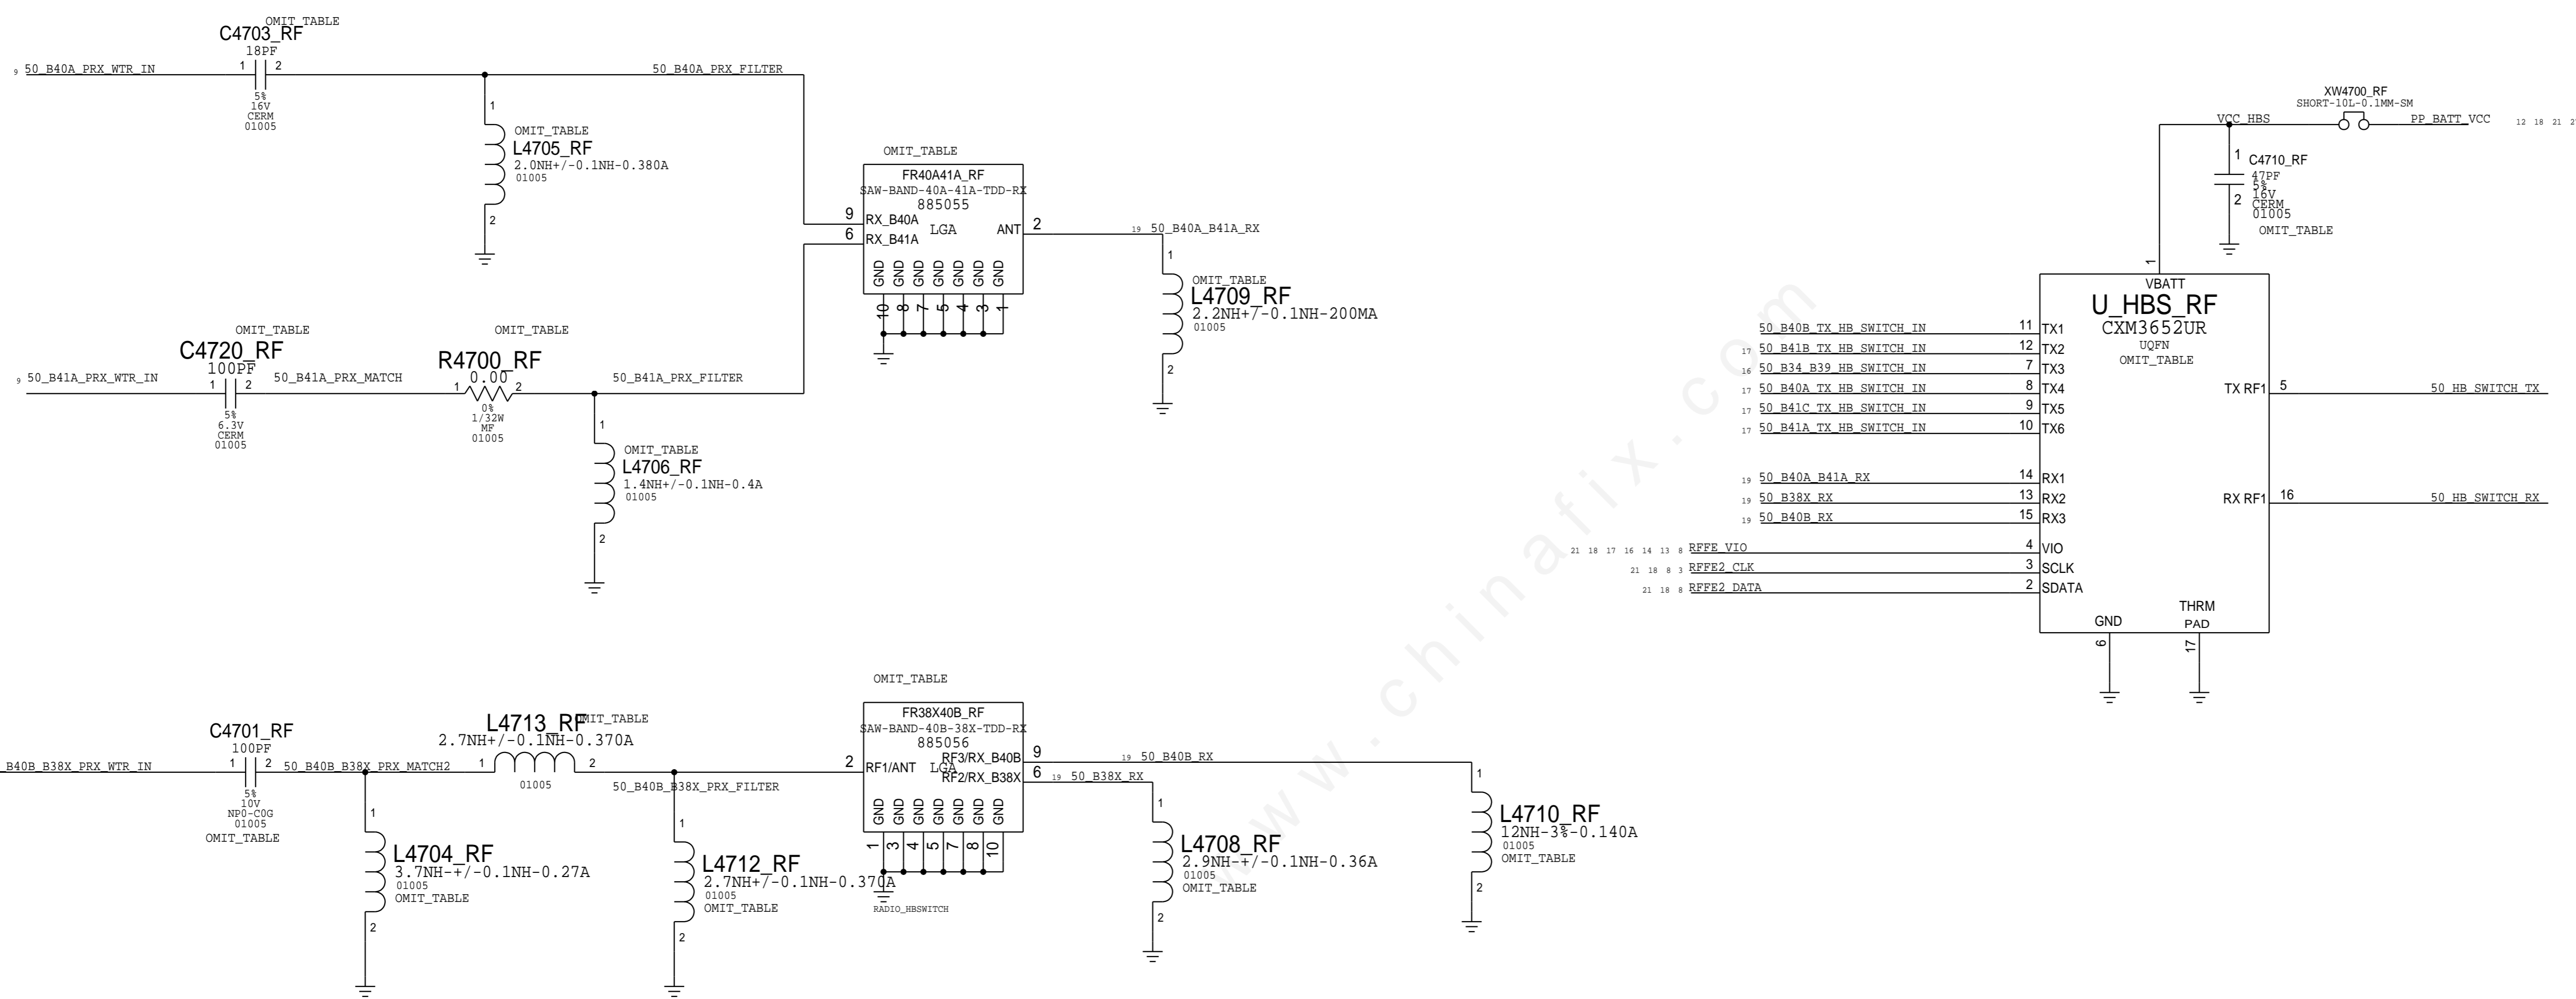 OMIT_TABLE
C4703_RF
18PF
9 50_B40A_PRX_WTR_IN
1 2
50_B40A_PRX_FILTER
5%
16V
CERM
01005
1
OMIT_TABLE
L4705_RF
2.0NH+/-0.1NH-0.380A
01005
2
OMIT_TABLE
FR40A41A_RF
SAW-BAND-40A-41A-TDD-RX
885055
9 RX_B40A
6 RX_B41A
LGA
ANT 2
19 50_B40A_B41A_RX
GND GND GND GND GND GND GND
10 8 7 5 4 3 1
1
OMIT_TABLE
L4709_RF
2.2NH+/-0.1NH-200MA
01005
2
OMIT_TABLE
C4720_RF
100PF
9 50_B41A_PRX_WTR_IN
1 2
50_B41A_PRX_MATCH
5%
6.3V
CERM
01005
OMIT_TABLE
R4700_RF
0.00
1 2
50_B41A_PRX_FILTER
0%
1/32W
MF
01005
1
OMIT_TABLE
L4706_RF
1.4NH+/-0.1NH-0.4A
01005
2
XW4700_RF
SHORT-10L-0.1MM-SM
VCC_HBS
PP_BATT_VCC
12 18 21
1
C4710_RF
47PF
5%
16V
CERM
01005
2
OMIT_TABLE
1
VBATT
U_HBS_RF
CXM3652UR
UQFN
OMIT_TABLE
50_B40B_TX_HB_SWITCH_IN 11 TX1
17 50_B41B_TX_HB_SWITCH_IN 12 TX2
16 50_B34_B39_HB_SWITCH_IN 7 TX3
17 50_B40A_TX_HB_SWITCH_IN 8 TX4
17 50_B41C_TX_HB_SWITCH_IN 9 TX5
17 50_B41A_TX_HB_SWITCH_IN 10 TX6
TX RF1 5 50_HB_SWITCH_TX
19 50_B40A_B41A_RX 14 RX1
19 50_B38X_RX 13 RX2
19 50_B40B_RX 15 RX3
RX RF1 16 50_HB_SWITCH_RX
21 18 17 16 14 13 8 RFFE_VIO 4 VIO
21 18 8 3 RFFE2_CLK 3 SCLK
21 18 8 RFFE2_DATA 2 SDATA
GND
THRM
PAD
6 17
www.chinafix.com
C4701_RF
100PF
_B40B_B38X_PRX_WTR_IN
1 2
50_B40B_B38X_PRX_MATCH2
5%
10V
NP0-C0G
01005
OMIT_TABLE
L4713_RF
OMIT_TABLE
2.7NH+/-0.1NH-0.370A
1 2
01005
50_B40B_B38X_PRX_FILTER
1
L4704_RF
3.7NH-+/-0.1NH-0.27A
01005
OMIT_TABLE
2
1
L4712_RF
2.7NH+/-0.1NH-0.370A
01005
OMIT_TABLE
2
OMIT_TABLE
FR38X40B_RF
SAW-BAND-40B-38X-TDD-RX
885056
2 RF1/ANT
LGA
RF3/RX_B40B 9
RF2/RX_B38X 6
GND GND GND GND GND GND GND
1 3 4 5 7 8 10
RADIO_HBSWITCH
19 50_B40B_RX
19 50_B38X_RX
1
L4708_RF
2.9NH-+/-0.1NH-0.36A
01005
OMIT_TABLE
2
1
L4710_RF
12NH-3%-0.140A
01005
OMIT_TABLE
2